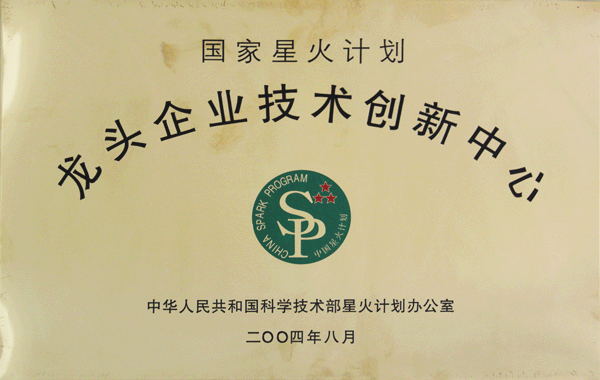 国家星火计划
龙头企业技术创新中心
CHINA SPARK PROGRAM
SP
中国星火计划
中华人民共和国科学技术部星火计划办公室
二〇〇四年八月